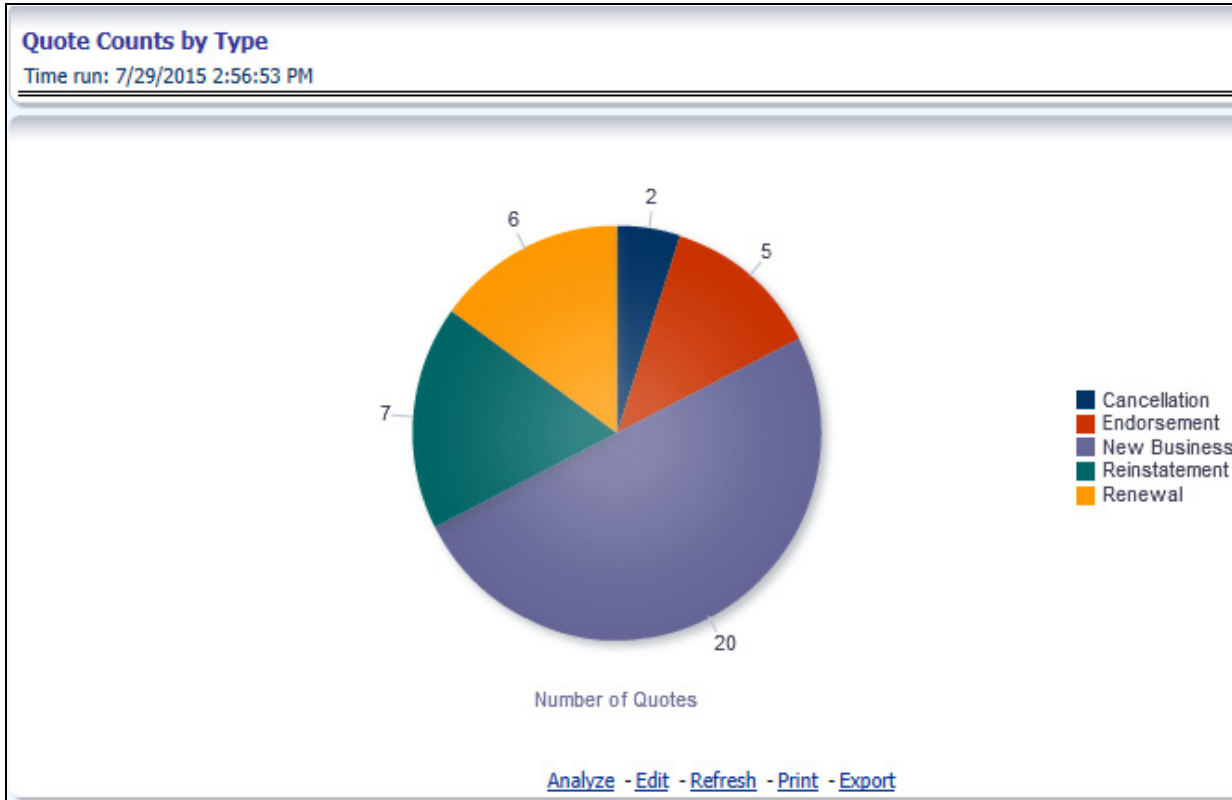 Quote Counts by Type
Time run: 7/29/2015 2:56:53 PM
2
6
5
7
20
Cancellation
Endorsement
New Business
Reinstatement
Renewal
Number of Quotes
Analyze - Edit - Refresh - Print - Export